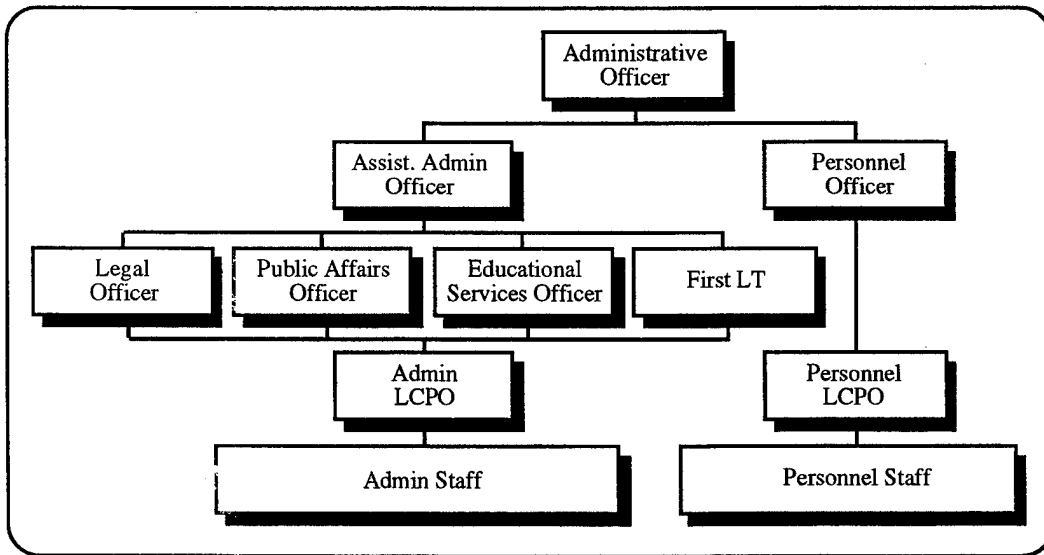 Administrative
Officer
Assist. Admin
Officer
Personnel
Officer
Legal
Officer
Public Affairs
Officer
Educational
Services Officer
First LT
Admin
LCPO
Personnel
LCPO
Admin Staff
Personnel Staff